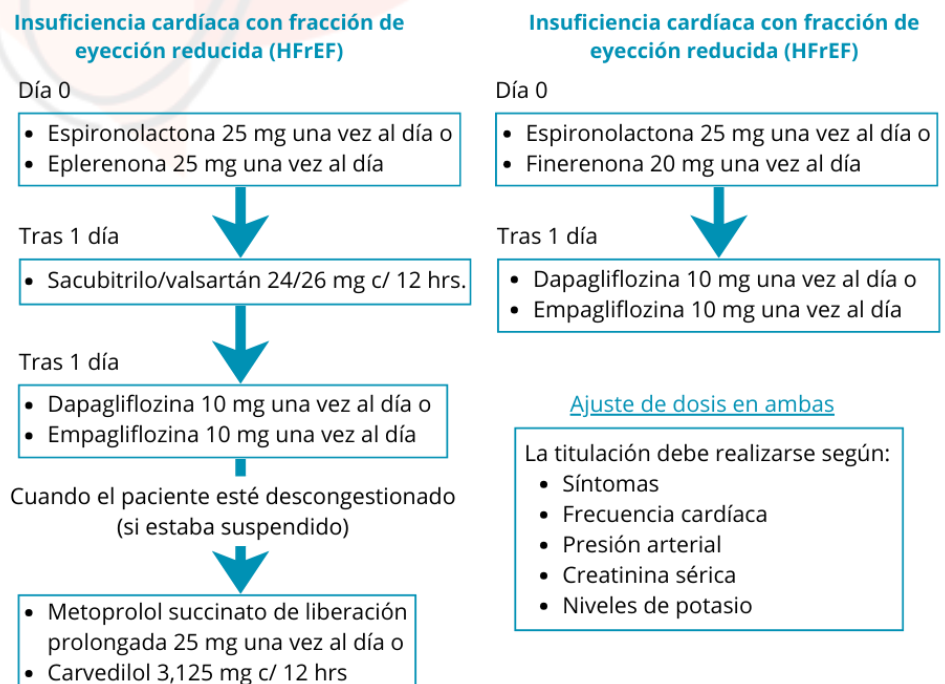 Insuficiencia cardíaca con fracción de
eyección reducida (HFrEF)
Día 0
• Espironolactona 25 mg una vez al día o
• Eplerenona 25 mg una vez al día
Tras 1 día
• Sacubitrilo/valsartán 24/26 mg c/ 12 hrs.
Tras 1 día
• Dapagliflozina 10 mg una vez al día o
• Empagliflozina 10 mg una vez al día
Cuando el paciente esté descongestionado
(si estaba suspendido)
• Metoprolol succinato de liberación
prolongada 25 mg una vez al día o
• Carvedilol 3,125 mg c/ 12 hrs
Insuficiencia cardíaca con fracción de
eyección reducida (HFrEF)
Día 0
• Espironolactona 25 mg una vez al día o
• Finerenona 20 mg una vez al día
Tras 1 día
• Dapagliflozina 10 mg una vez al día o
• Empagliflozina 10 mg una vez al día
Ajuste de dosis en ambas
La titulación debe realizarse según:
• Síntomas
• Frecuencia cardíaca
• Presión arterial
• Creatinina sérica
• Niveles de potasio